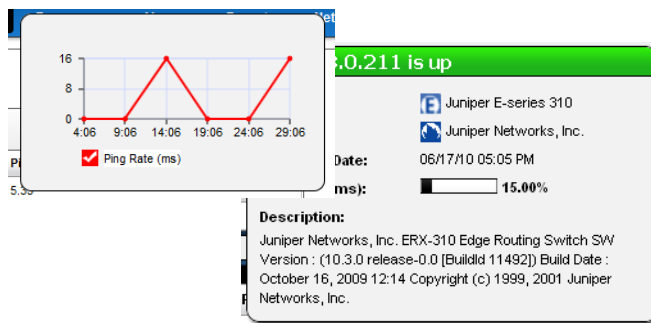 16
8
0
4:06 9:06 14:06 19:06 24:06 29:06
Ping Rate (ms)
.0.211 is up
Juniper E-series 310
Juniper Networks, Inc.
Date:
06/17/10 05:05 PM
ms):
15.00%
Description:
Juniper Networks, Inc. ERX-310 Edge Routing Switch SW
Version : (10.3.0 release-0.0 [BuildId 11492]) Build Date :
October 16, 2009 12:14 Copyright (c) 1999, 2001 Juniper
Networks, Inc.